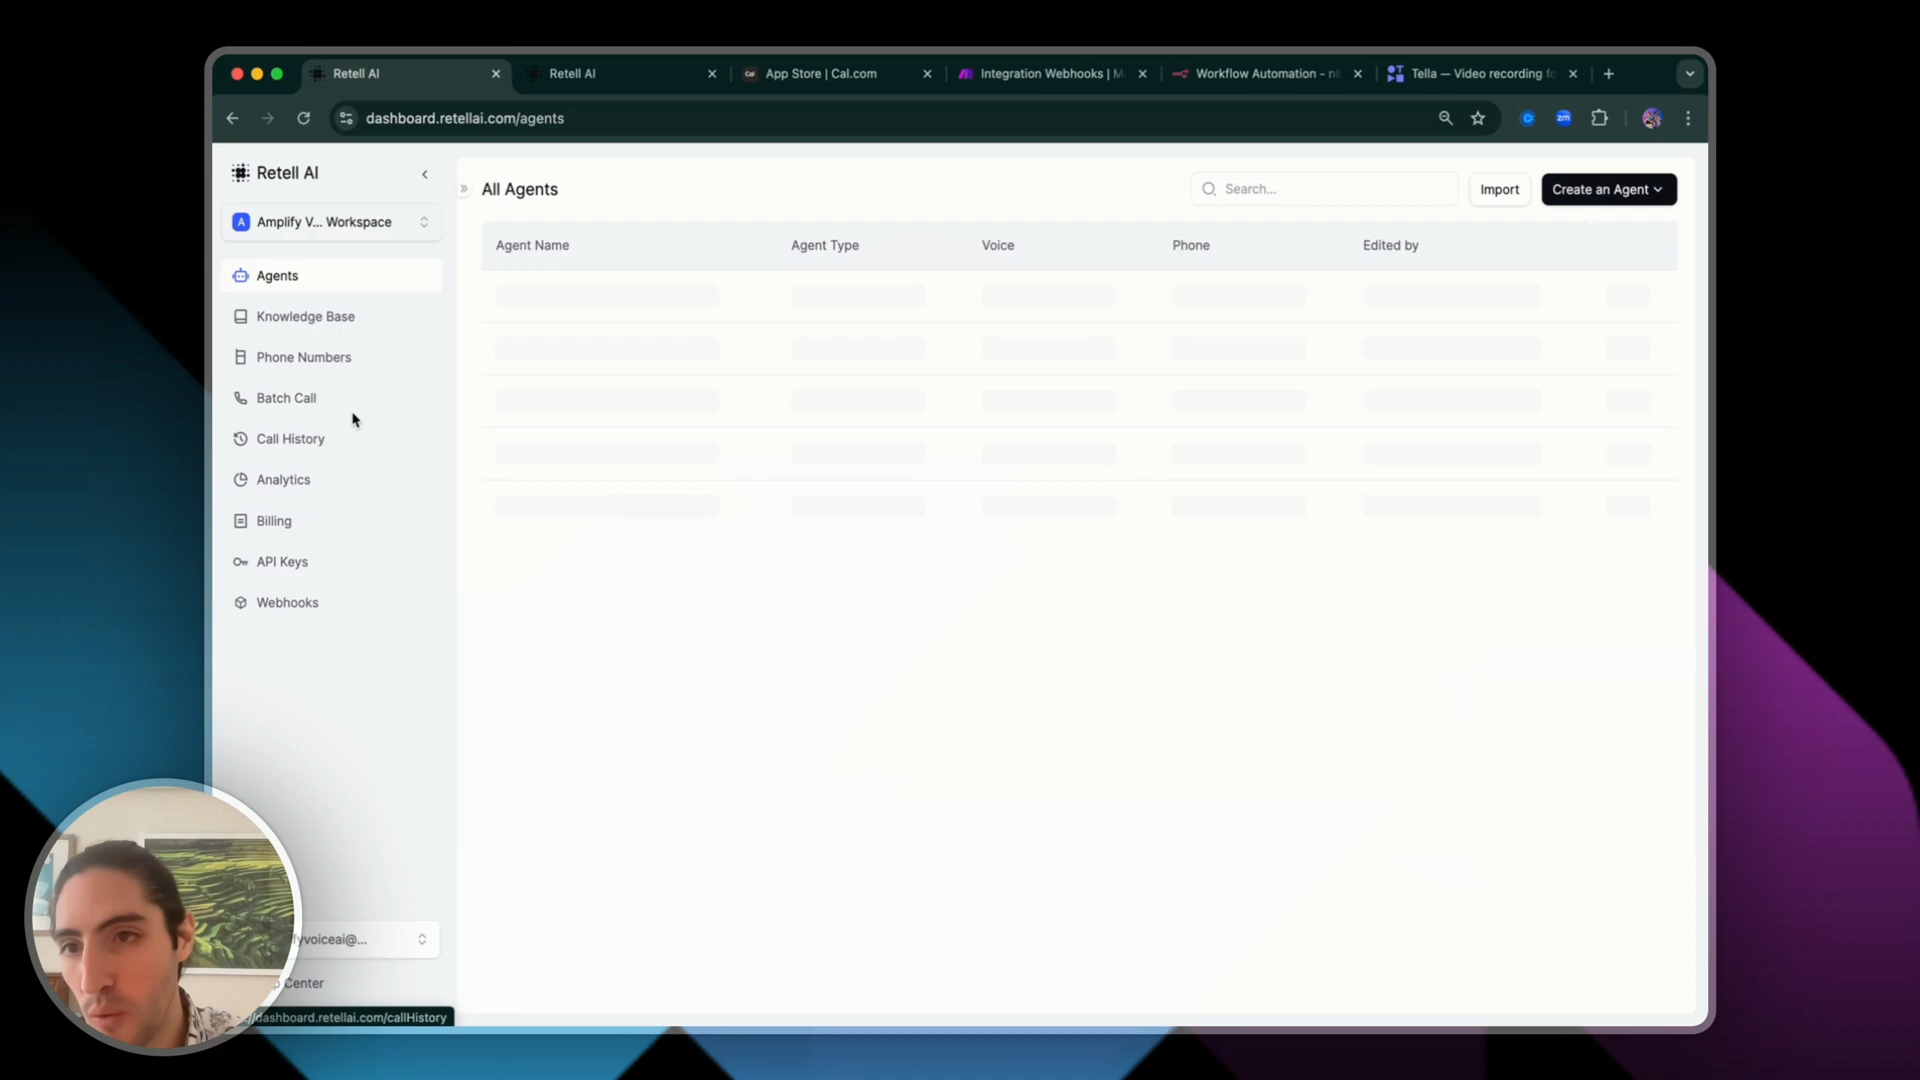 Retell AI
Retell AI
App Store | Cal.com
Integration Webhooks | M
Workflow Automation - n8
Tella — Video recording fo
dashboard.retellai.com/agents
zm
Retell AI
All Agents
Search...
Import
Create an Agent
A
Amplify V... Workspace
Agent Name
Agent Type
Voice
Phone
Edited by
Agents
Knowledge Base
Phone Numbers
Batch Call
Call History
Analytics
Billing
API Keys
Webhooks
fyvoiceai@...
p Center
/dashboard.retellai.com/callHistory